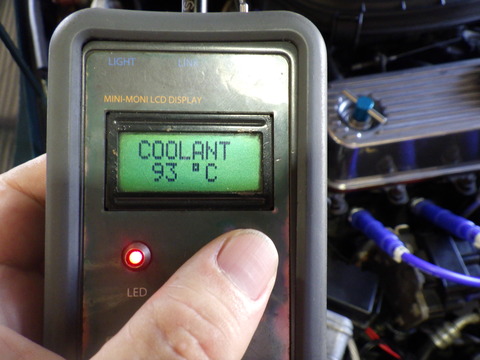 LIGHT LINE
MINI-MONI LCD DISPLAY
COOLANT
93 °C
LED